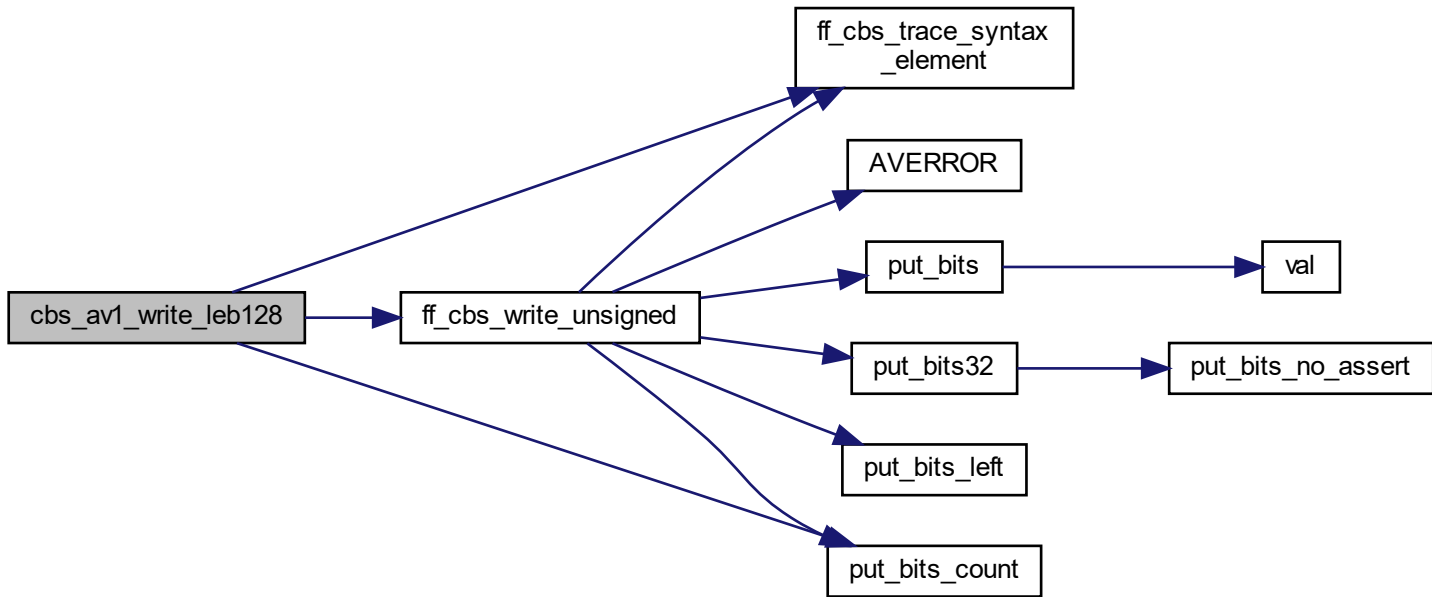 ff_cbs_trace_syntax
_element
AVERROR
put_bits
val
cbs_av1_write_leb128
ff_cbs_write_unsigned
put_bits32
put_bits_no_assert
put_bits_left
put_bits_count